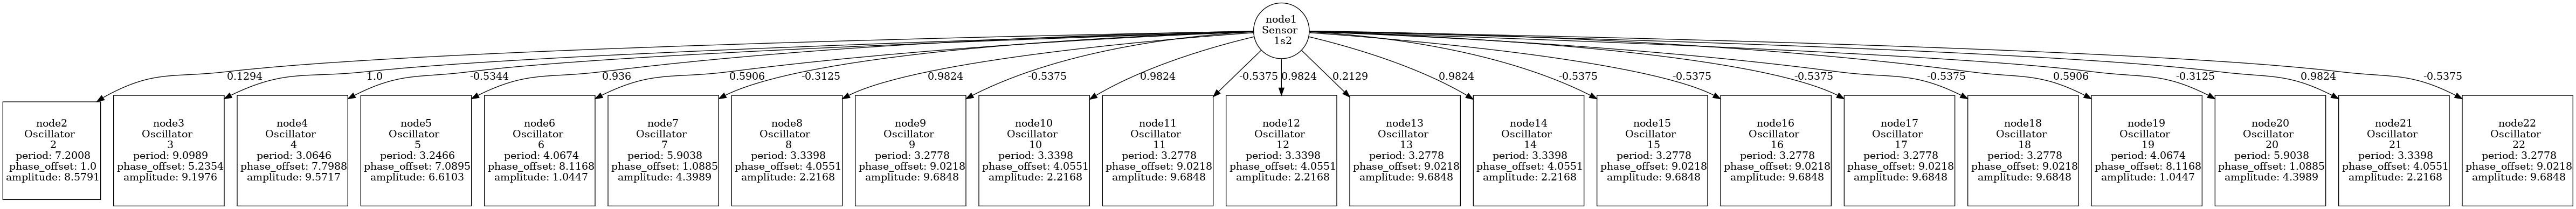 node1
Sensor
1s2
0.1294
1.0
-0.5344
0.936
0.5906
-0.3125
0.9824
-0.5375
0.9824
-0.5375
0.9824
0.2129
0.9824
-0.5375
-0.5375
-0.5375
-0.5375
0.5906
-0.3125
0.9824
-0.5375
node2
Oscillator
2
period: 7.2008
phase_offset: 1.0
amplitude: 8.5791
node3
Oscillator
3
period: 9.0989
phase_offset: 5.2354
amplitude: 9.1976
node4
Oscillator
4
period: 3.0646
phase_offset: 7.7988
amplitude: 9.5717
node5
Oscillator
5
period: 3.2466
phase_offset: 7.0895
amplitude: 6.6103
node6
Oscillator
6
period: 4.0674
phase_offset: 8.1168
amplitude: 1.0447
node7
Oscillator
7
period: 5.9038
phase_offset: 1.0885
amplitude: 4.3989
node8
Oscillator
8
period: 3.3398
phase_offset: 4.0551
amplitude: 2.2168
node9
Oscillator
9
period: 3.2778
phase_offset: 9.0218
amplitude: 9.6848
node10
Oscillator
10
period: 3.3398
phase_offset: 4.0551
amplitude: 2.2168
node11
Oscillator
11
period: 3.2778
phase_offset: 9.0218
amplitude: 9.6848
node12
Oscillator
12
period: 3.3398
phase_offset: 4.0551
amplitude: 2.2168
node13
Oscillator
13
period: 3.2778
phase_offset: 9.0218
amplitude: 9.6848
node14
Oscillator
14
period: 3.3398
phase_offset: 4.0551
amplitude: 2.2168
node15
Oscillator
15
period: 3.2778
phase_offset: 9.0218
amplitude: 9.6848
node16
Oscillator
16
period: 3.2778
phase_offset: 9.0218
amplitude: 9.6848
node17
Oscillator
17
period: 3.2778
phase_offset: 9.0218
amplitude: 9.6848
node18
Oscillator
18
period: 3.2778
phase_offset: 9.0218
amplitude: 9.6848
node19
Oscillator
19
period: 4.0674
phase_offset: 8.1168
amplitude: 1.0447
node20
Oscillator
20
period: 5.9038
phase_offset: 1.0885
amplitude: 4.3989
node21
Oscillator
21
period: 3.3398
phase_offset: 4.0551
amplitude: 2.2168
node22
Oscillator
22
period: 3.2778
phase_offset: 9.0218
amplitude: 9.6848